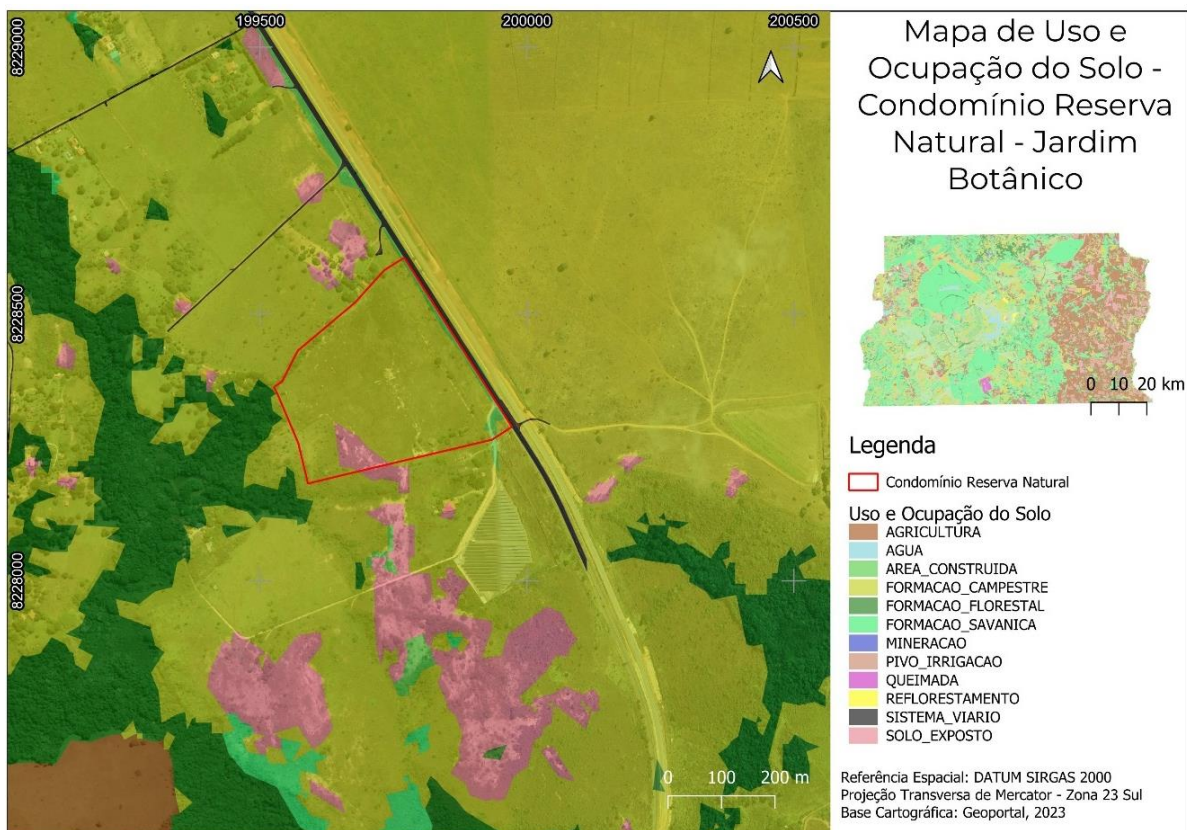 199500
200000
200500
8229000
8228500
8228000
0 100 200 m
Mapa de Uso e
Ocupação do Solo -
Condomínio Reserva
Natural - Jardim
Botânico
0 10 20 km
Legenda
Condomínio Reserva Natural
Uso e Ocupação do Solo
AGRICULTURA
AGUA
AREA_CONSTRUIDA
FORMACAO_CAMPESTRE
FORMACAO_FLORESTAL
FORMACAO_SAVANICA
MINERACAO
PIVO_IRRIGACAO
QUEIMADA
REFLORESTAMENTO
SISTEMA_VIARIO
SOLO_EXPOSTO
Referência Espacial: DATUM SIRGAS 2000
Projeção Transversa de Mercator - Zona 23 Sul
Base Cartográfica: Geoportal, 2023